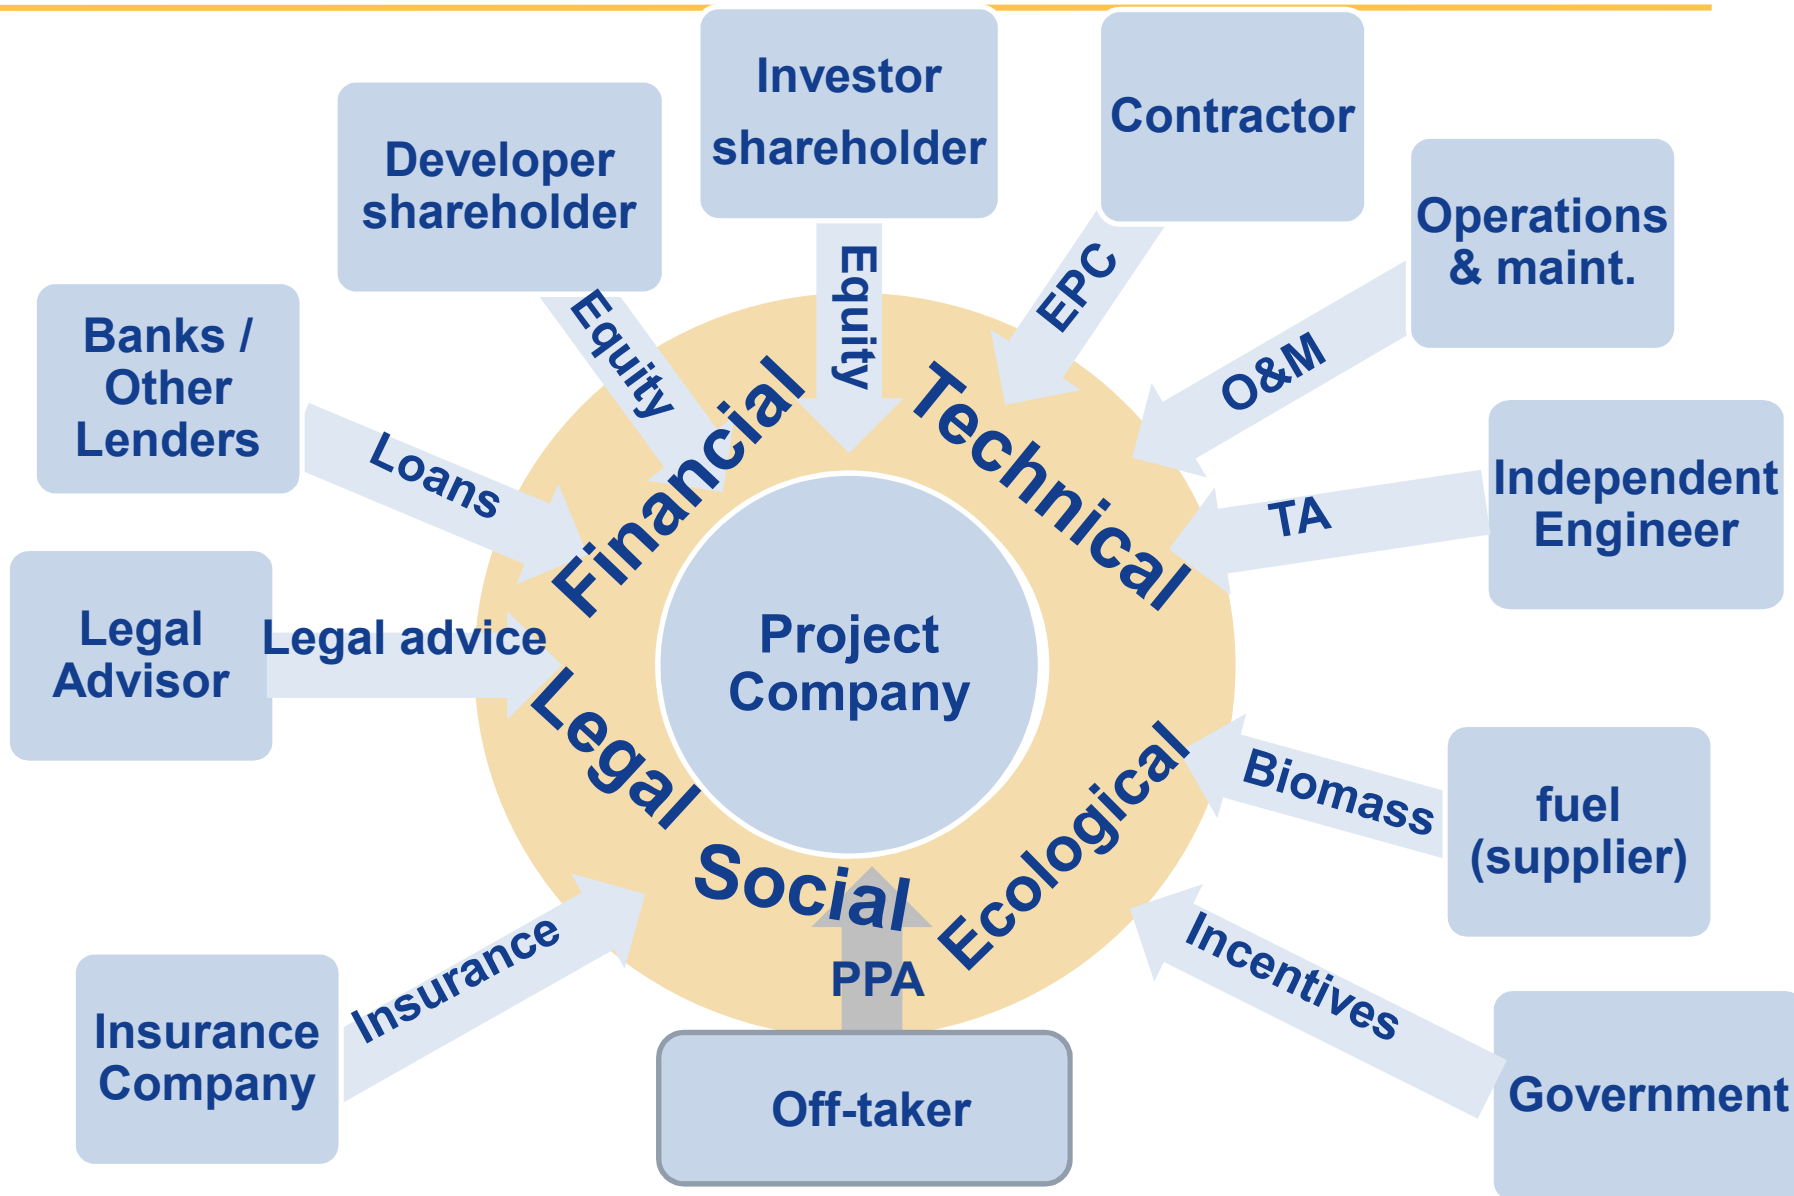 Investor
shareholder
Contractor
Developer
shareholder
Operations
& maint.
Banks /
Other
Lenders
Equity
Equity
EPC
O&M
Loans
Financial
Technical
Independent
Engineer
TA
Legal
Advisor
Legal advice
Project
Company
Legal
Social
Ecological
Biomass
fuel
(supplier)
Insurance
Company
Insurance
PPA
Incentives
Off-taker
Government